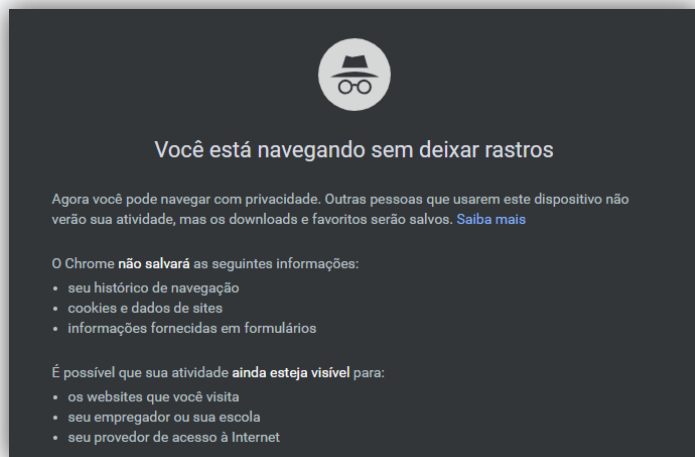 Você está navegando sem deixar rastros
Agora você pode navegar com privacidade. Outras pessoas que usarem este dispositivo não
verão sua atividade, mas os downloads e favoritos serão salvos. Saiba mais
O Chrome não salvará as seguintes informações:
• seu histórico de navegação
• cookies e dados de sites
• informações fornecidas em formulários
É possível que sua atividade ainda esteja visível para:
• os websites que você visita
• seu empregador ou sua escola
• seu provedor de acesso à Internet